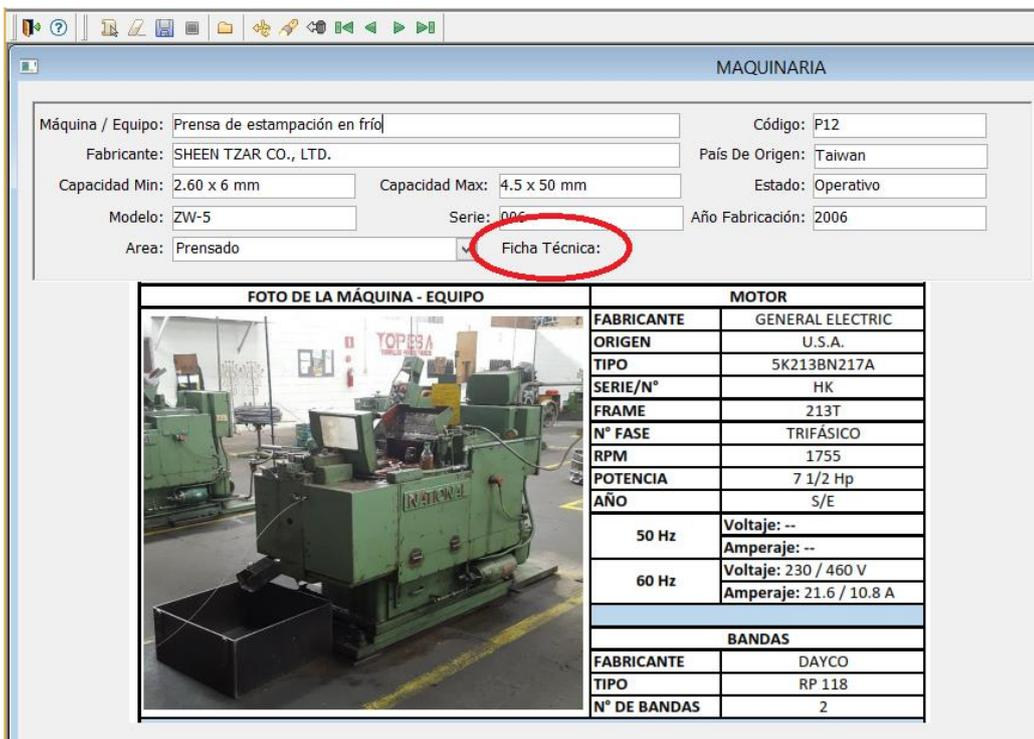 MAQUINARIA
Máquina / Equipo: Prensa de estampación en frío Código: P12
Fabricante: SHEEN TZAR CO., LTD. País De Origen: Taiwan
Capacidad Min: 2.60 x 6 mm Capacidad Max: 4.5 x 50 mm Estado: Operativo
Modelo: ZW-5 Serie: 006 Año Fabricación: 2006
Area: Prensado Ficha Técnica:
FOTO DE LA MÁQUINA - EQUIPO MOTOR
FABRICANTE GENERAL ELECTRIC
ORIGEN U.S.A.
TIPO 5K213BN217A
SERIE/N° HK
FRAME 213T
N° FASE TRIFÁSICO
RPM 1755
POTENCIA 7 1/2 Hp
AÑO S/E
50 Hz Voltaje: --
Amperaje: --
60 Hz Voltaje: 230 / 460 V
Amperaje: 21.6 / 10.8 A
BANDAS
FABRICANTE DAYCO
TIPO RP 118
N° DE BANDAS 2
TOPESA
NATIONAL